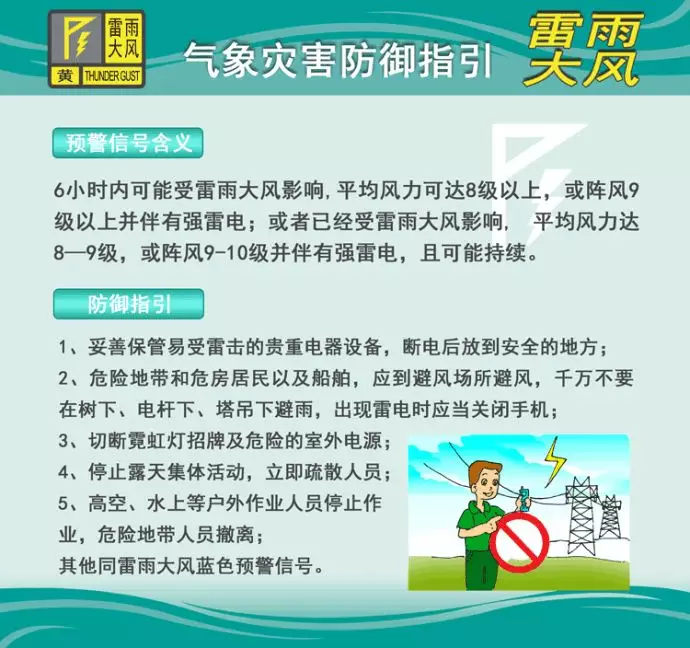 雷雨
大风
黄 THUNDER GUST
气象灾害防御指引
雷雨
大风
预警信号含义
6小时内可能受雷雨大风影响,平均风力可达8级以上，或阵风9
级以上并伴有强雷电；或者已经受雷雨大风影响， 平均风力达
8—9级，或阵风9-10级并伴有强雷电，且可能持续。
防御指引
1、妥善保管易受雷击的贵重电器设备，断电后放到安全的地方；
2、危险地带和危房居民以及船舶，应到避风场所避风，千万不要
在树下、电杆下、塔吊下避雨，出现雷电时应当关闭手机；
3、切断霓虹灯招牌及危险的室外电源；
4、停止露天集体活动，立即疏散人员；
5、高空、水上等户外作业人员停止作
业，危险地带人员撤离；
其他同雷雨大风蓝色预警信号。